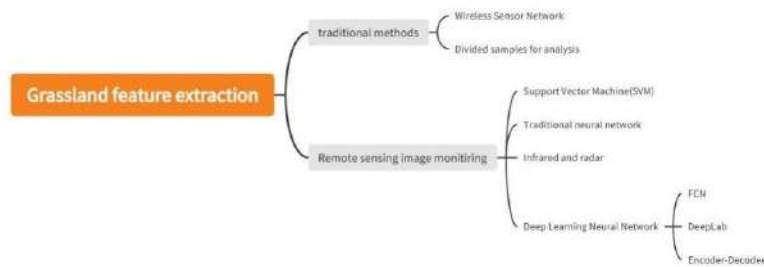 Grassland feature extraction
traditional methods
Wireless Sensor Network
Divided samples for analysis
Remote sensing image monitiring
Support Vector Machine(SVM)
Traditional neural network
Infrared and radar
Deep Learning Neural Network
FCN
DeepLab
Encoder-Decodee